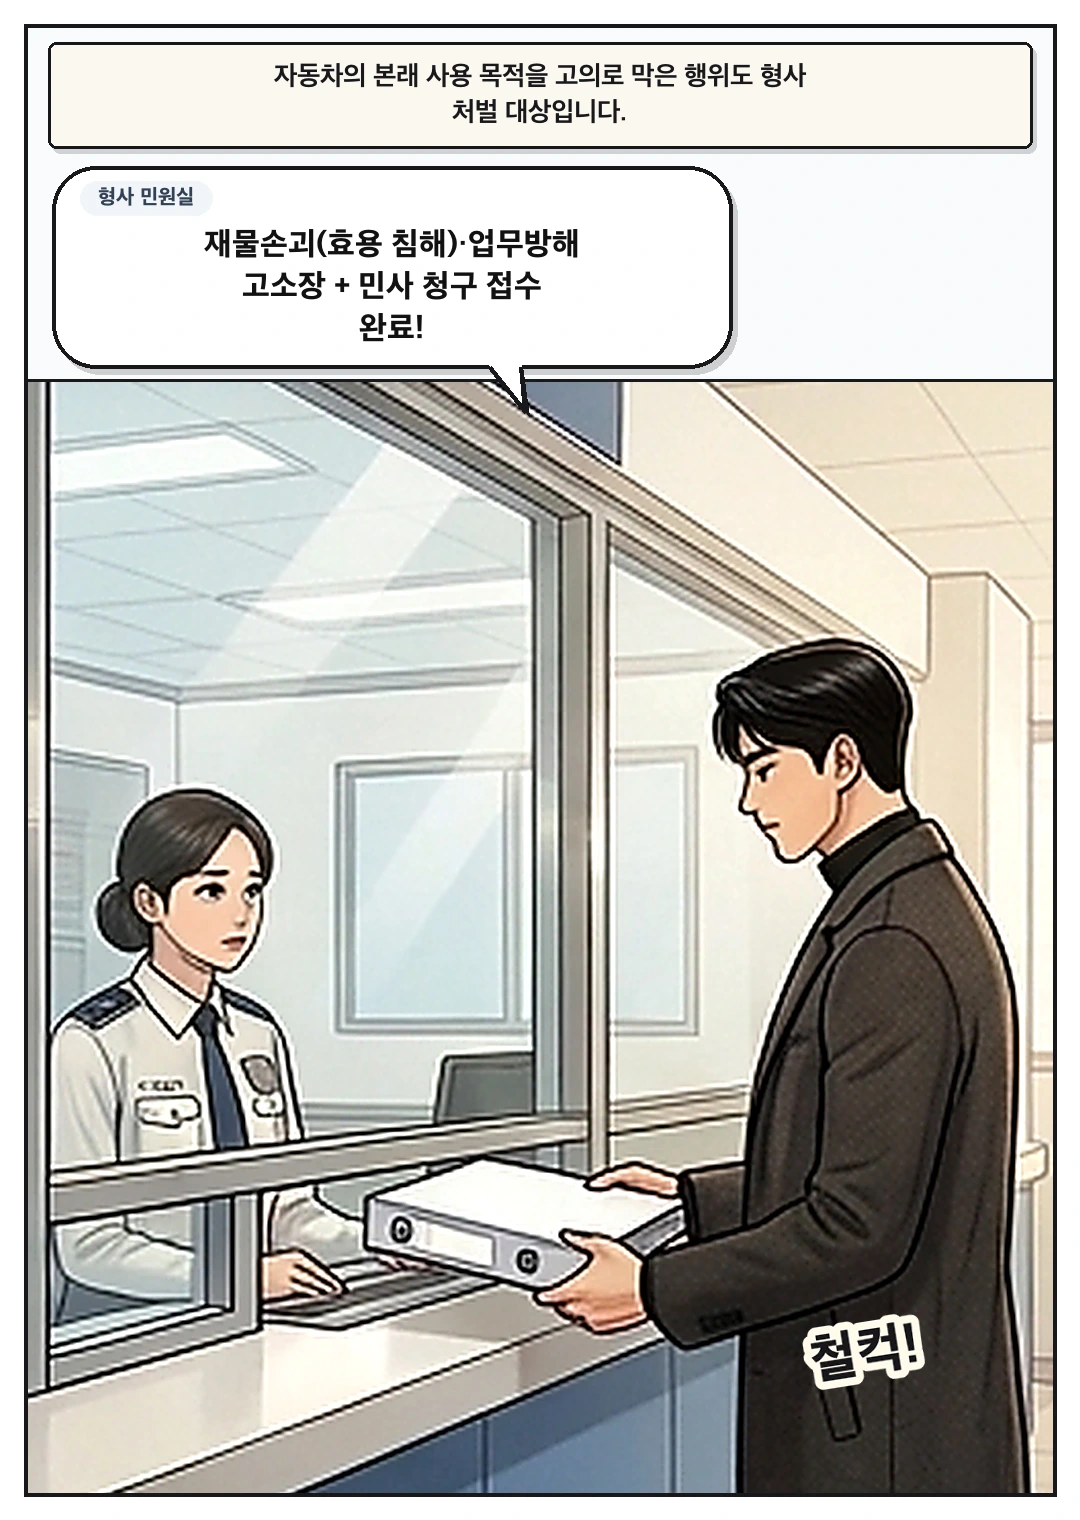 자동차의 본래 사용 목적을 고의로 막은 행위도 형사
처벌 대상입니다.
형사 민원실
재물손괴(효용 침해)·업무방해
고소장 + 민사 청구 접수
완료!
철컥!